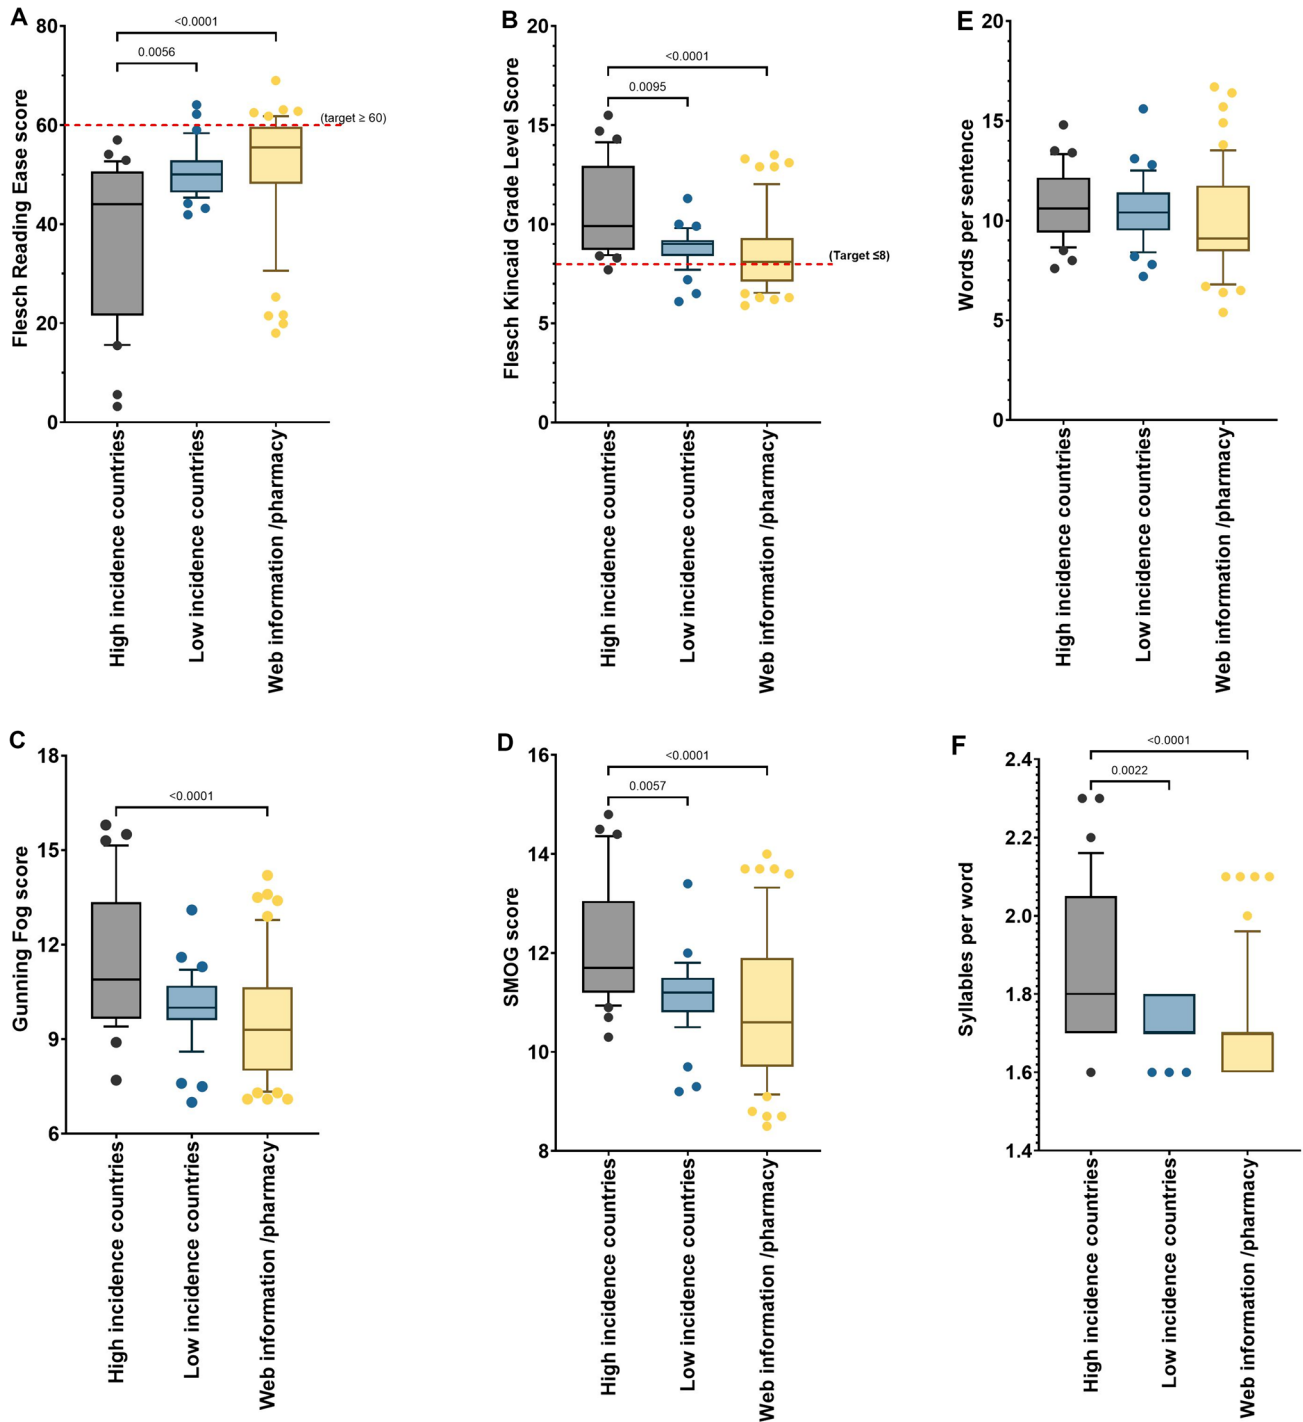 A
80
60
40
20
0
Flesch Reading Ease score
<0.0001
0.0056
(target ≥ 60)
High incidence countries
Low incidence countries
Web information /pharmacy
B
20
15
10
5
0
Flesch Kincaid Grade Level Score
<0.0001
0.0095
(Target ≤8)
High incidence countries
Low incidence countries
Web information /pharmacy
E
20
15
10
5
0
Words per sentence
High incidence countries
Low incidence countries
Web information /pharmacy
C
18
15
12
9
6
Gunning Fog score
<0.0001
High incidence countries
Low incidence countries
Web information /pharmacy
D
16
14
12
10
8
SMOG score
<0.0001
0.0057
High incidence countries
Low incidence countries
Web information /pharmacy
F
2.4
2.2
2.0
1.8
1.6
1.4
Syllables per word
<0.0001
0.0022
High incidence countries
Low incidence countries
Web information /pharmacy